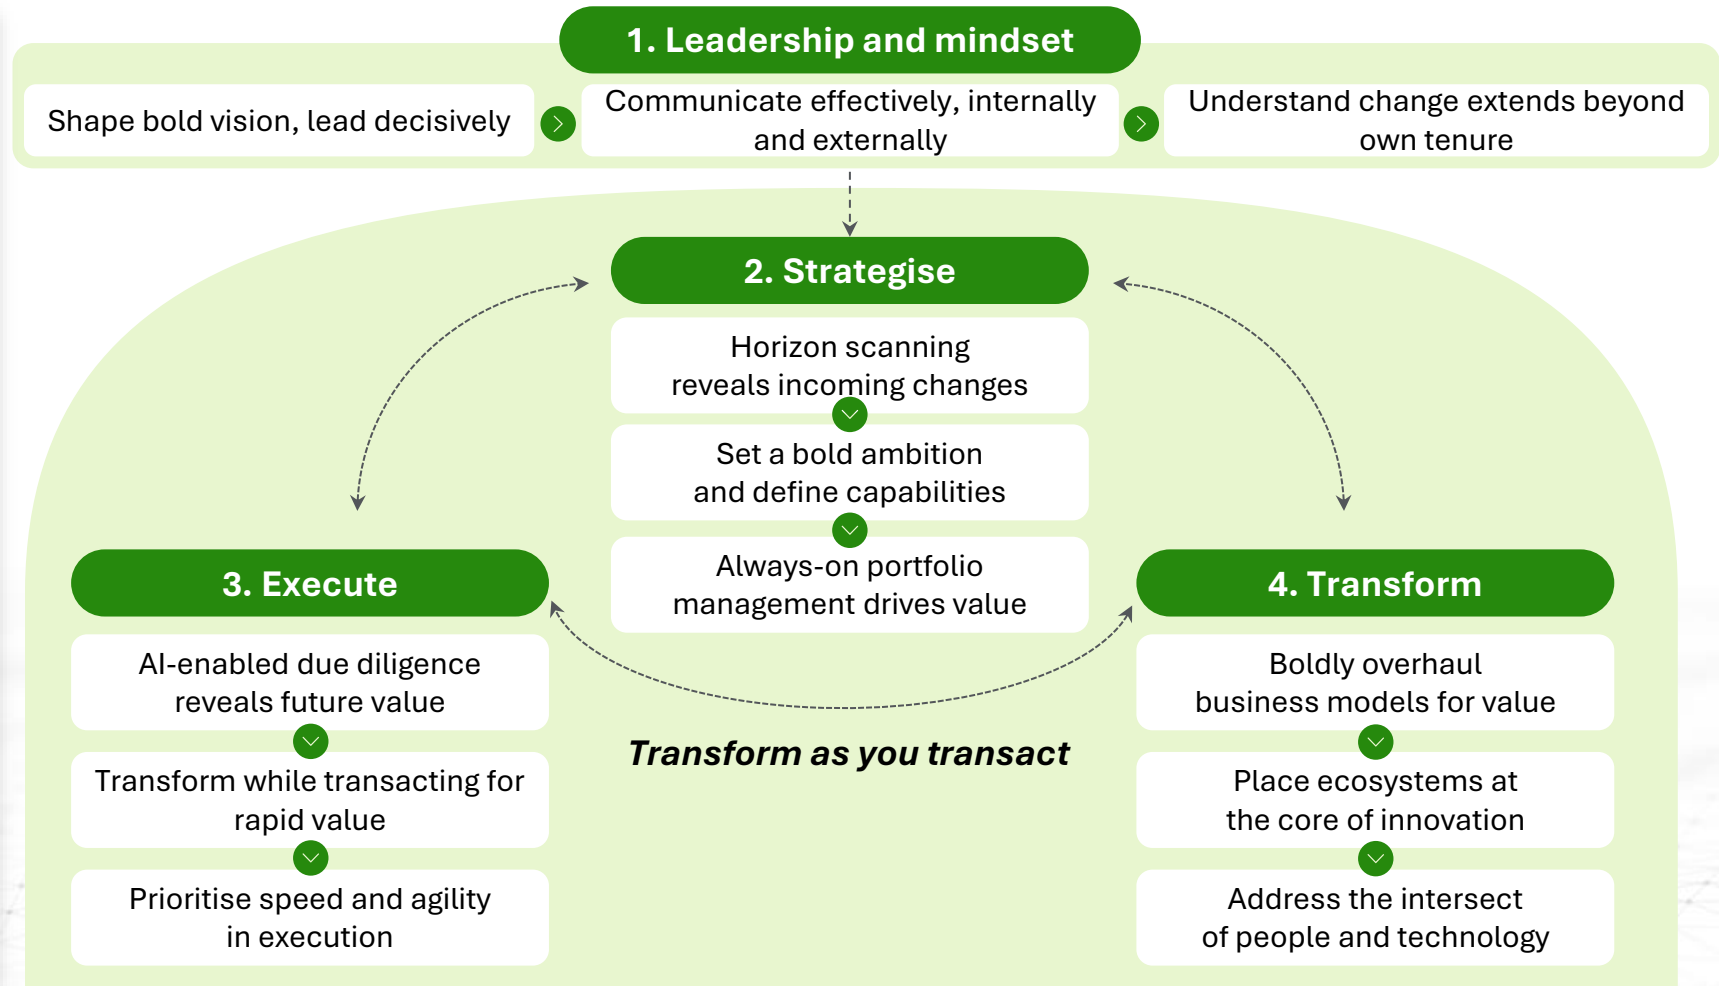 1. Leadership and mindset
Shape bold vision, lead decisively
Communicate effectively, internally
and externally
Understand change extends beyond
own tenure
2. Strategise
Horizon scanning
reveals incoming changes
Set a bold ambition
and define capabilities
Always-on portfolio
management drives value
3. Execute
AI-enabled due diligence
reveals future value
Transform while transacting for
rapid value
Prioritise speed and agility
in execution
Transform as you transact
4. Transform
Boldly overhaul
business models for value
Place ecosystems at
the core of innovation
Address the intersect
of people and technology